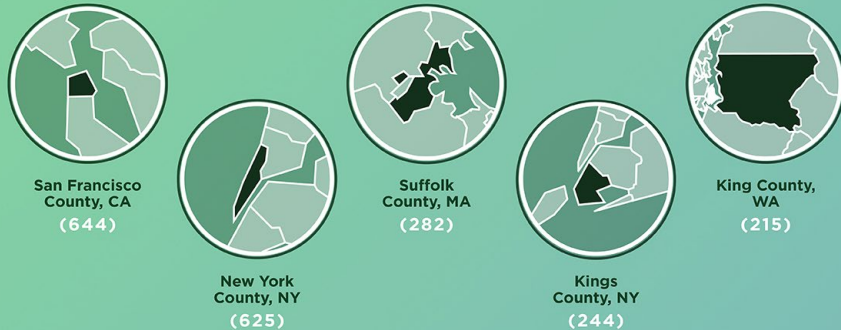 San Francisco
County, CA
(644)
New York
County, NY
(625)
Suffolk
County, MA
(282)
Kings
County, NY
(244)
King County,
WA
(215)